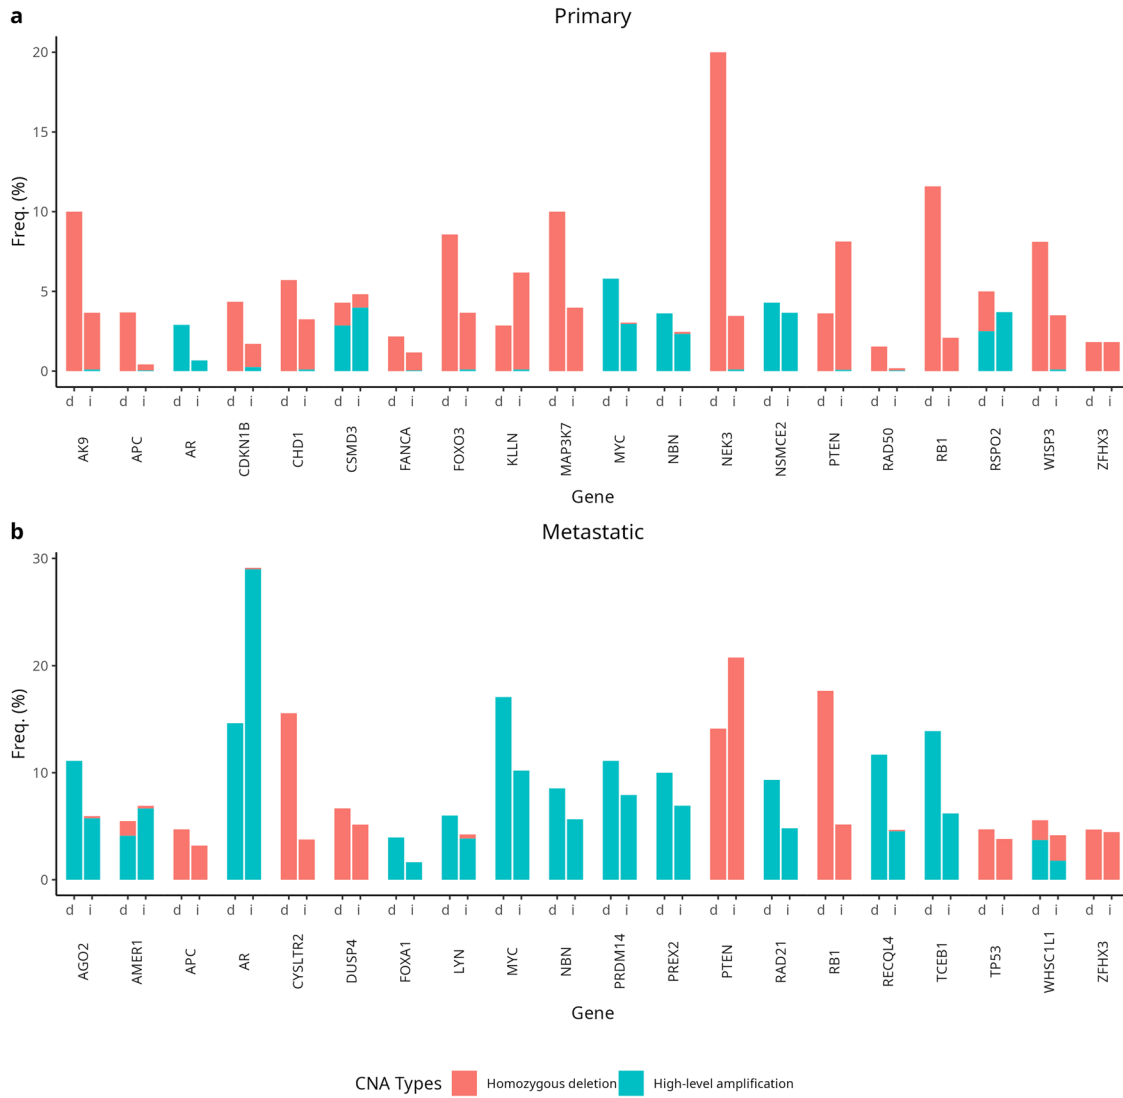 a
Primary
Freq. (%)
20
15
10
5
0
d i d i d i d i d i d i d i d i d i d i d i d i d i d i d i d i d i d i d i d i
AK9 APC AR CDKN1B CHD1 CSMD3 FANCA FOXO3 KLLN MAP3K7 MYC NBN NEK3 NSMCE2 PTEN RAD50 RB1 RSPO2 WISP3 ZFHX3
Gene
b
Metastatic
Freq. (%)
30
20
10
0
d i d i d i d i d i d i d i d i d i d i d i d i d i d i d i d i d i d i d i d i
AGO2 AMER1 APC AR CYSLTR2 DUSP4 FOXA1 LYN MYC NBN PRDM14 PREX2 PTEN RAD21 RB1 RECQL4 TCEB1 TP53 WHSC1L1 ZFHX3
Gene
CNA Types Homozygous deletion High-level amplification